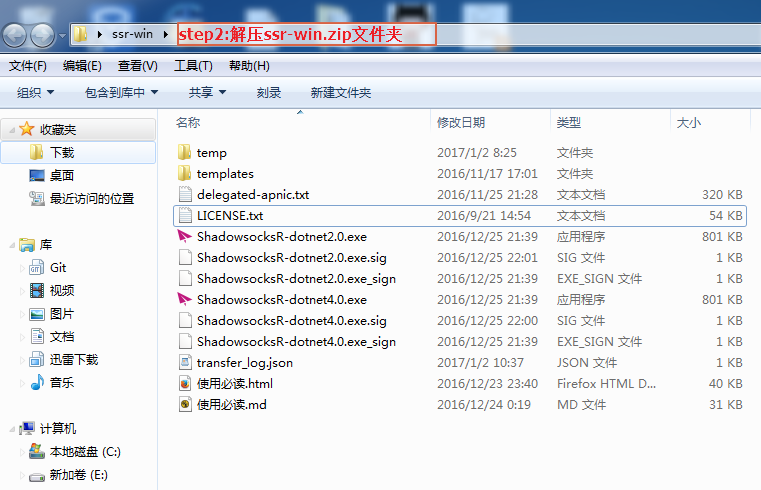 ssr-win step2:解压ssr-win.zip文件夹
文件(F) 编辑(E) 查看(V) 工具(T) 帮助(H)
组织 包含到库中 共享 刻录 新建文件夹
收藏夹
下载
桌面
最近访问的位置
库
Git
视频
图片
文档
迅雷下载
音乐
计算机
本地磁盘 (C:)
新加卷 (E:)
名称 修改日期 类型 大小
temp 2017/1/2 8:25 文件夹
templates 2016/11/17 17:01 文件夹
delegated-apnic.txt 2016/11/25 21:28 文本文档 320 KB
LICENSE.txt 2016/9/21 14:54 文本文档 54 KB
ShadowsocksR-dotnet2.0.exe 2016/12/25 21:39 应用程序 801 KB
ShadowsocksR-dotnet2.0.exe.sig 2016/12/25 22:01 SIG 文件 1 KB
ShadowsocksR-dotnet2.0.exe_sign 2016/12/25 21:39 EXE_SIGN 文件 1 KB
ShadowsocksR-dotnet4.0.exe 2016/12/25 21:39 应用程序 801 KB
ShadowsocksR-dotnet4.0.exe.sig 2016/12/25 22:00 SIG 文件 1 KB
ShadowsocksR-dotnet4.0.exe_sign 2016/12/25 21:39 EXE_SIGN 文件 1 KB
transfer_log.json 2017/1/2 10:37 JSON 文件 1 KB
使用必读.html 2016/12/23 23:40 Firefox HTML D... 40 KB
使用必读.md 2016/12/24 0:19 MD 文件 31 KB